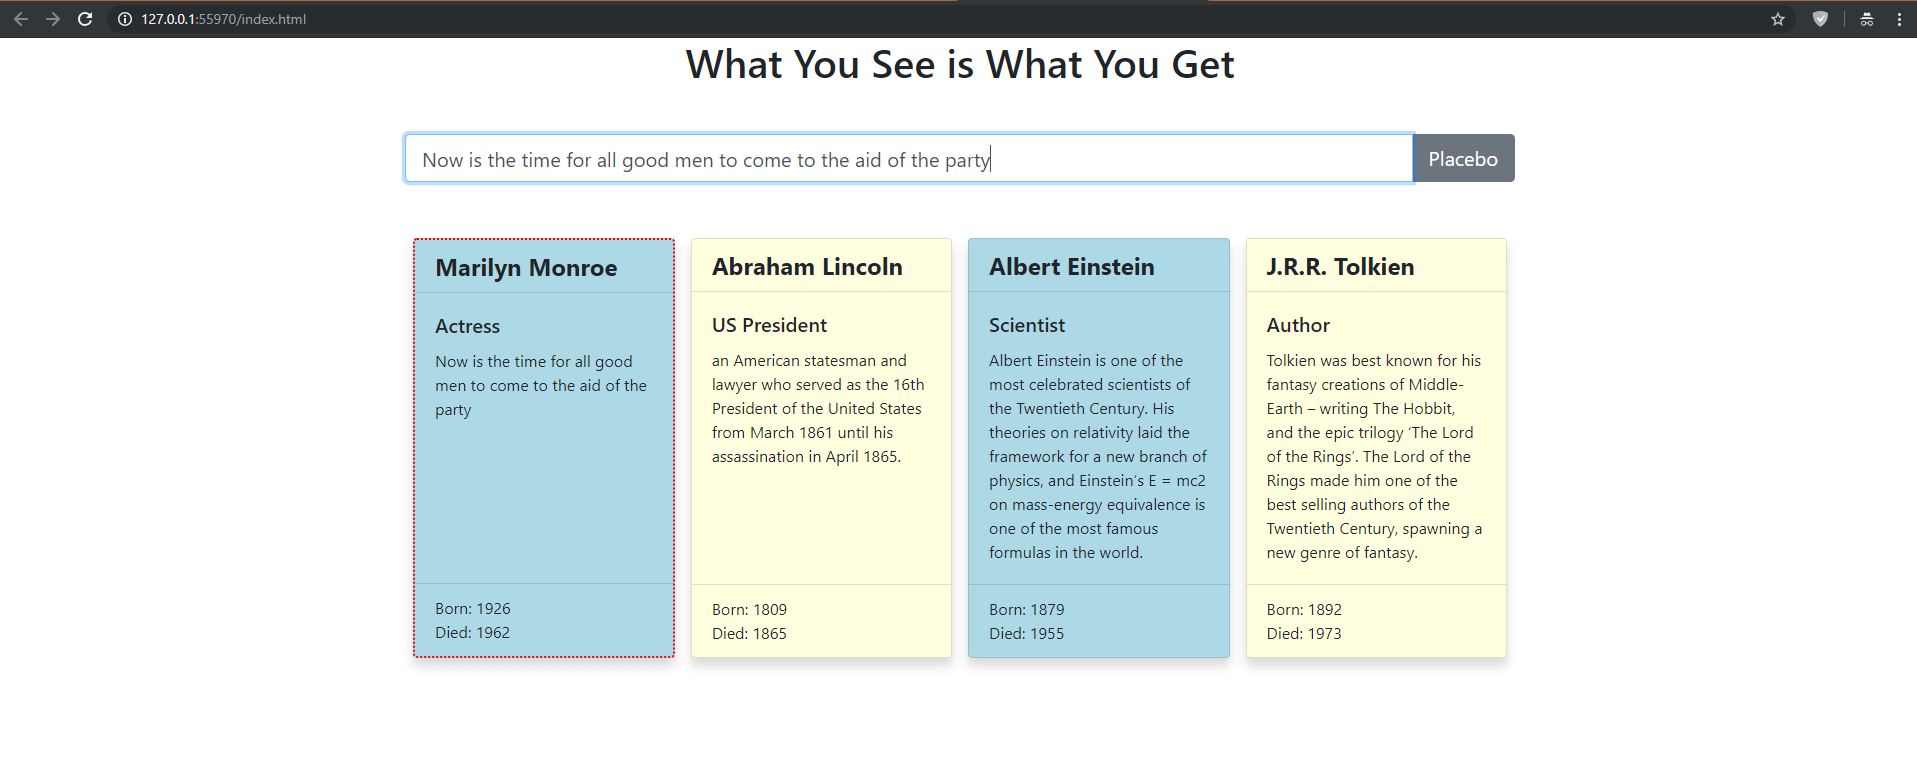 127.0.0.1:55970/index.html
What You See is What You Get
Now is the time for all good men to come to the aid of the party
Placebo
Marilyn Monroe
Actress
Now is the time for all good
men to come to the aid of the
party
Born: 1926
Died: 1962
Abraham Lincoln
US President
an American statesman and
lawyer who served as the 16th
President of the United States
from March 1861 until his
assassination in April 1865.
Born: 1809
Died: 1865
Albert Einstein
Scientist
Albert Einstein is one of the
most celebrated scientists of
the Twentieth Century. His
theories on relativity laid the
framework for a new branch of
physics, and Einstein’s E = mc2
on mass-energy equivalence is
one of the most famous
formulas in the world.
Born: 1879
Died: 1955
J.R.R. Tolkien
Author
Tolkien was best known for his
fantasy creations of Middle-
Earth – writing The Hobbit,
and the epic trilogy ‘The Lord
of the Rings’. The Lord of the
Rings made him one of the
best selling authors of the
Twentieth Century, spawning a
new genre of fantasy.
Born: 1892
Died: 1973